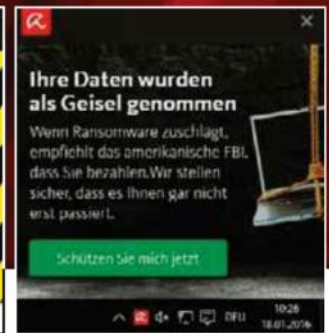 Ihre Daten wurden
als Geisel genommen
Wenn Ransomware zuschlägt,
empfiehlt das amerikanische FBI,
dass Sie bezahlen.Wir stellen
sicher, dass es Ihnen gar nicht
erst passiert.
Schützen Sie mich jetzt
DEU
10:26
18.01.2016